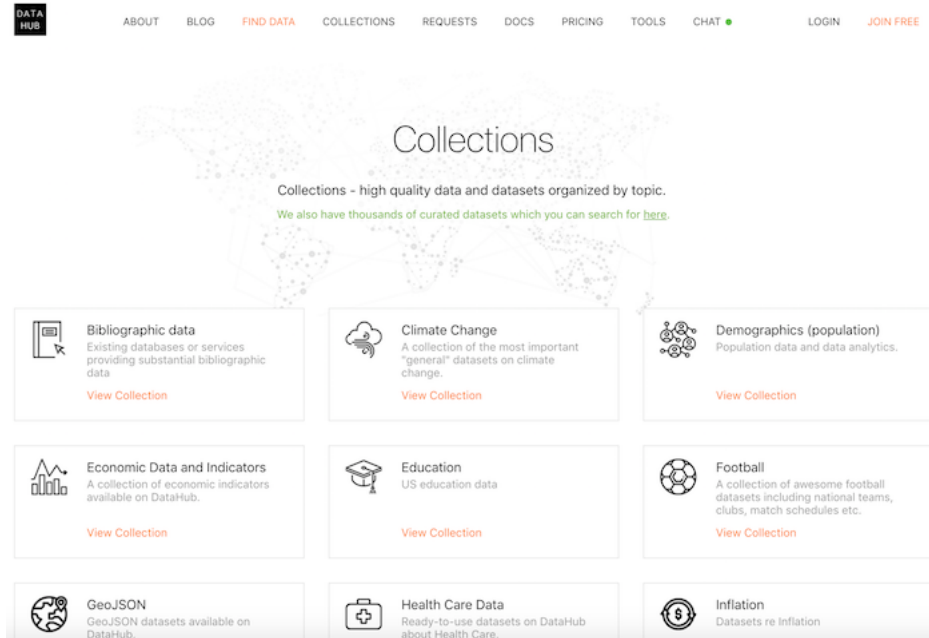 DATA
HUB
ABOUT BLOG FIND DATA COLLECTIONS REQUESTS DOCS PRICING TOOLS CHAT LOGIN JOIN FREE
Collections
Collections - high quality data and datasets organized by topic.
We also have thousands of curated datasets which you can search for here.
Bibliographic data
Existing databases or services
providing substantial bibliographic
data
View Collection
Climate Change
A collection of the most important
"general" datasets on climate
change.
View Collection
Demographics (population)
Population data and data analytics.
View Collection
Economic Data and Indicators
A collection of economic indicators
available on DataHub.
View Collection
Education
US education data
View Collection
Football
A collection of awesome football
datasets including national teams,
clubs, match schedules etc.
View Collection
GeoJSON
GeoJSON datasets available on
DataHub.
Health Care Data
Ready-to-use datasets on DataHub
about Health Care.
Inflation
Datasets re Inflation